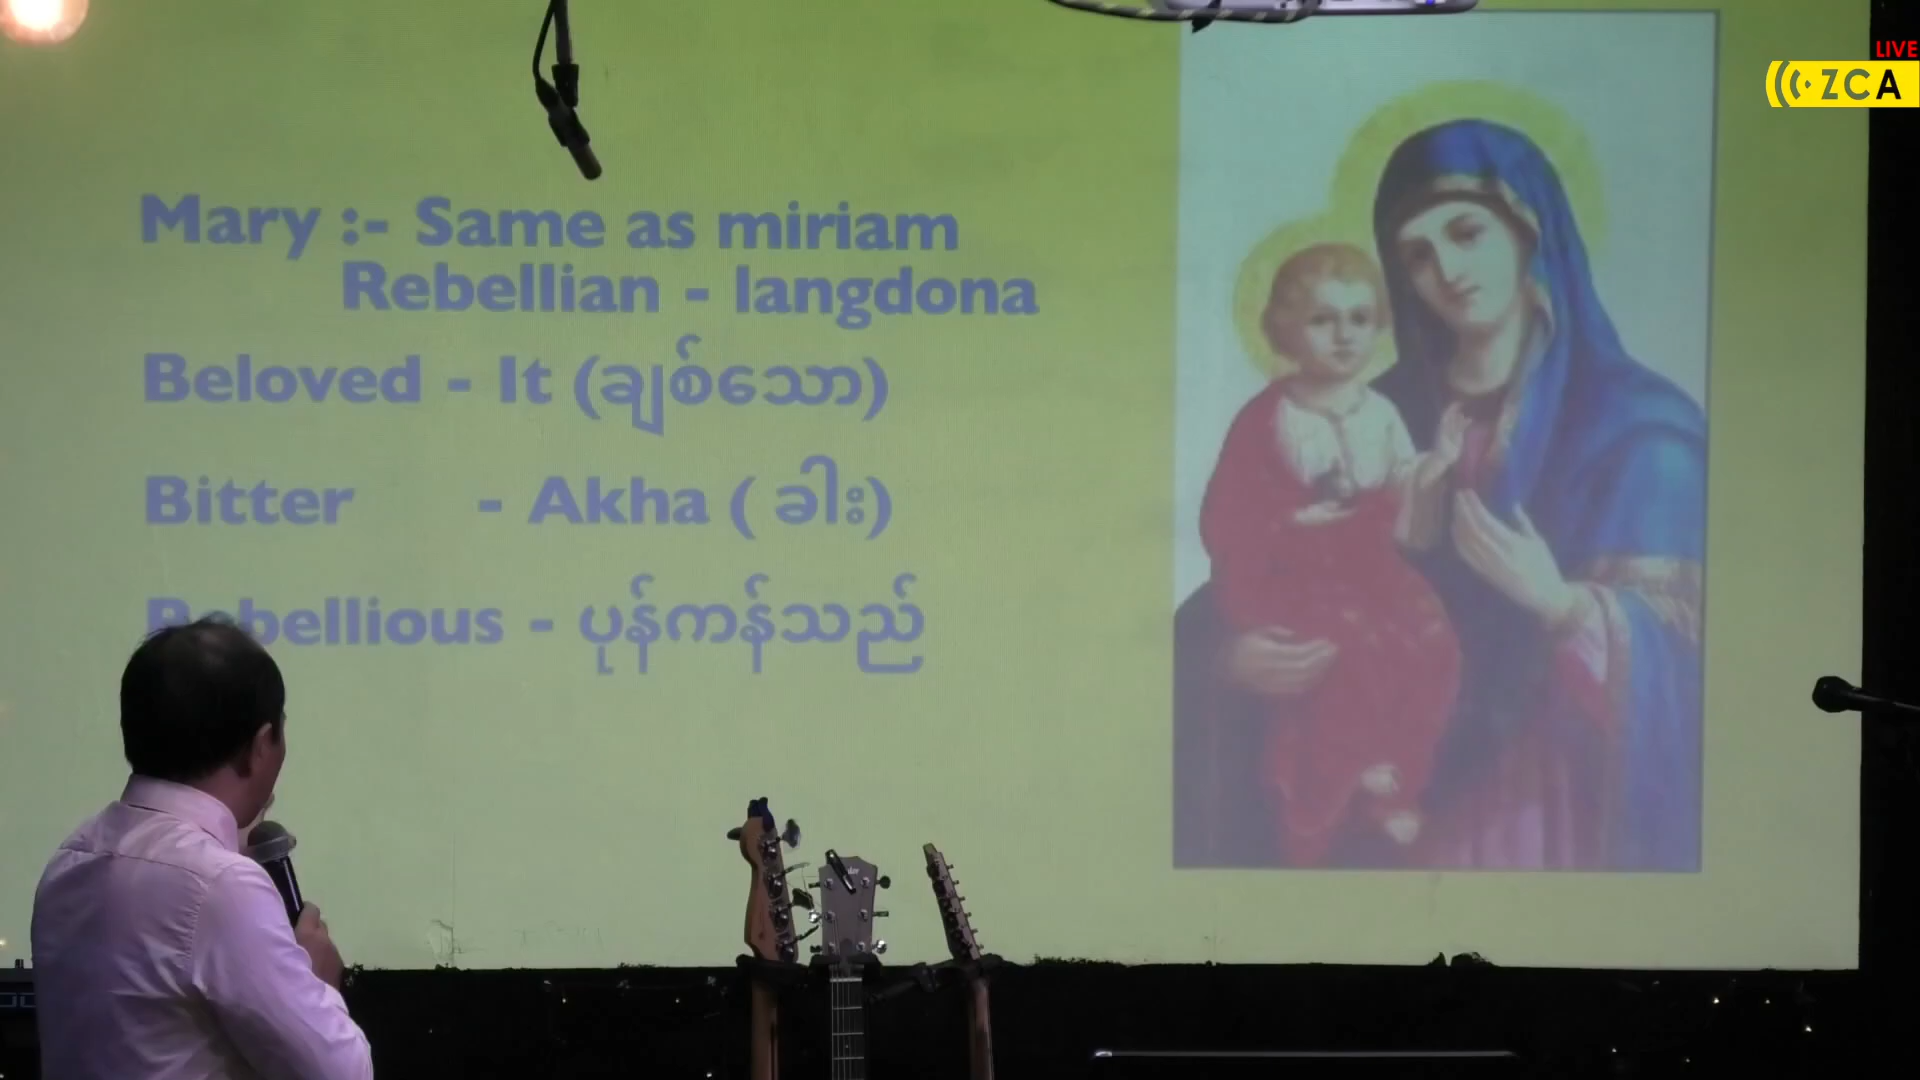 LIVE
ZCA
Mary :- Same as miriam
Rebellian - langdona
Beloved - It (ချစ်သော)
Bitter - Akha ( ခါး)
Rebellious - ပုန်ကန်သည်